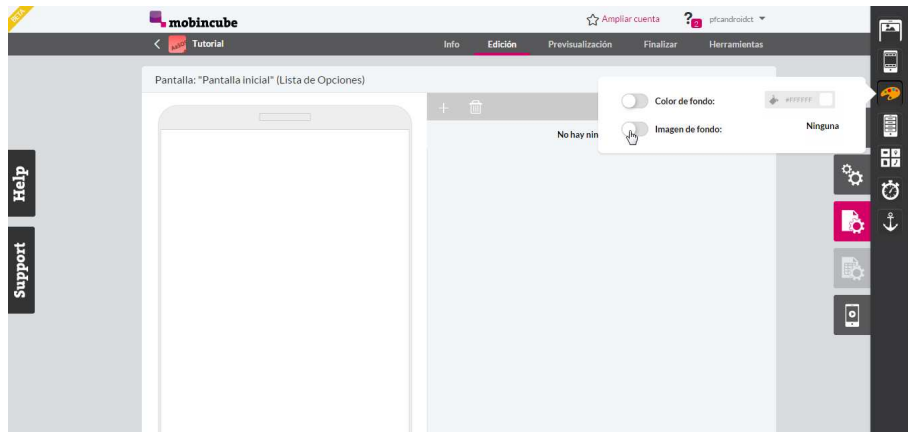 BETA
mobincube
Ampliar cuenta
? 2
pfcandroidct
Tutorial
Info
Edición
Previsualización
Finalizar
Herramientas
Pantalla: "Pantalla inicial" (Lista de Opciones)
Color de fondo:
#FFFFFF
No hay nin
Imagen de fondo:
Ninguna
Help
Support